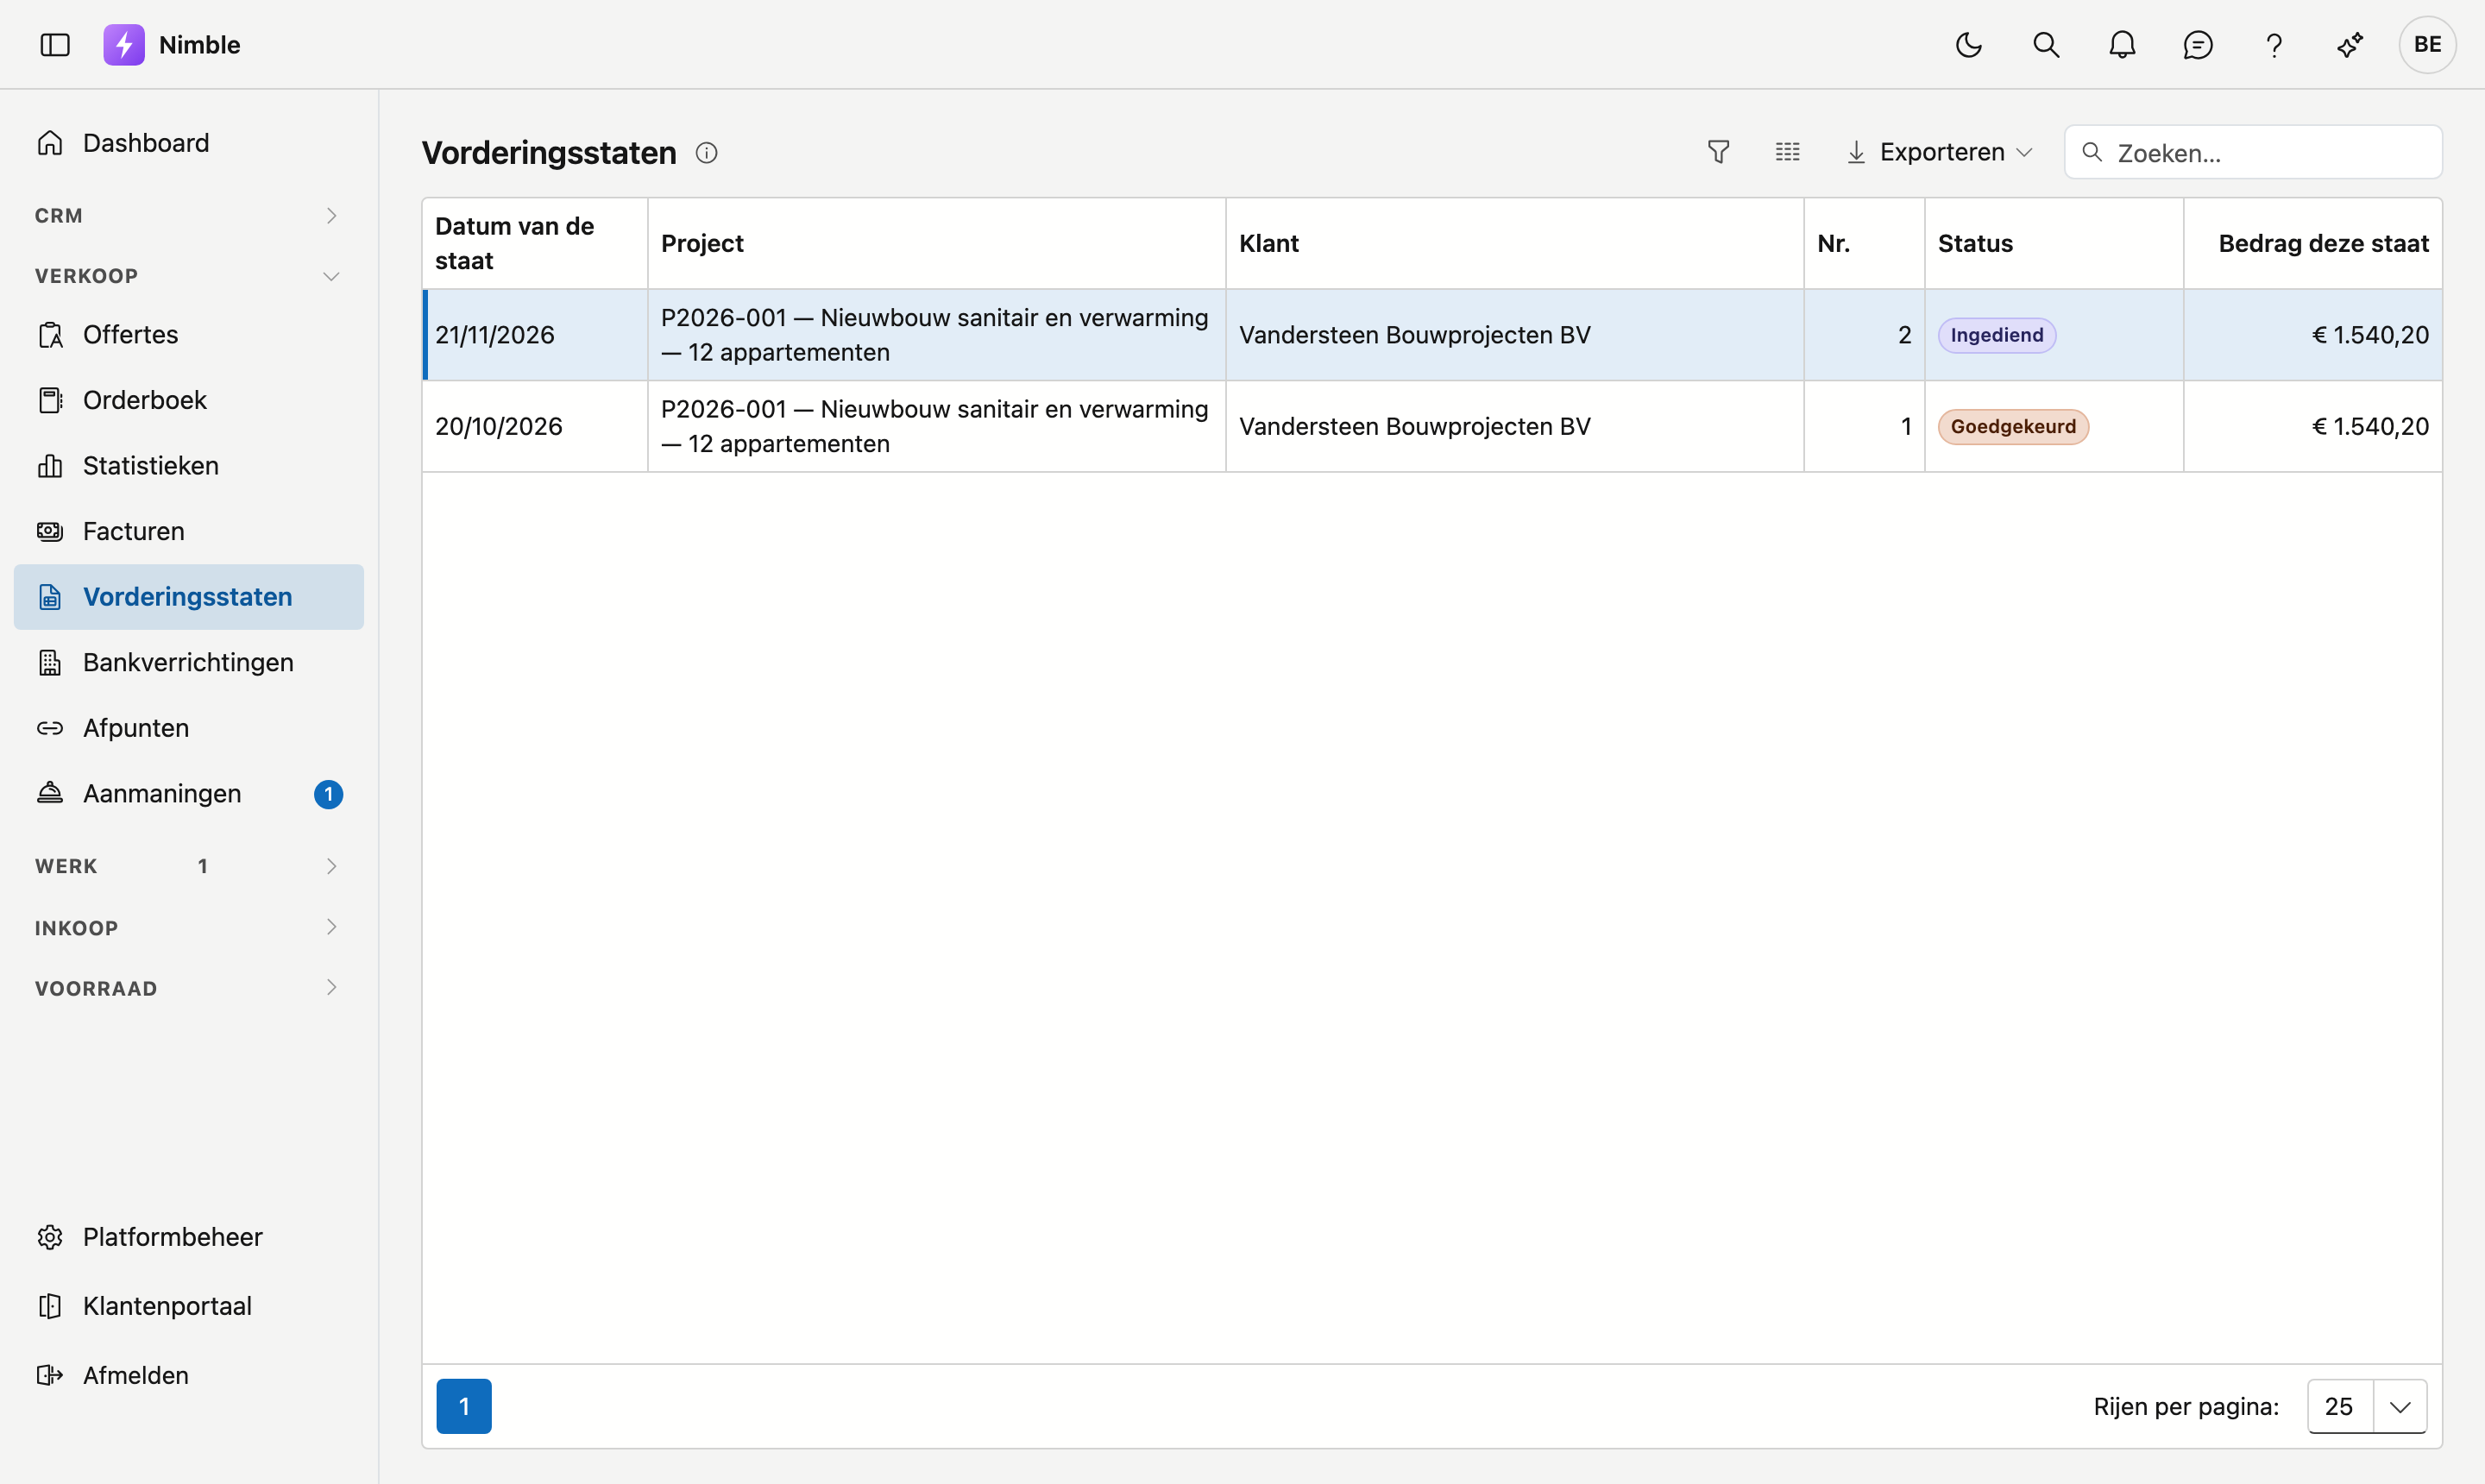 Nimble
BE
Dashboard
CRM
VERKOOP
Offertes
Orderboek
Statistieken
Facturen
Vorderingsstaten
Bankverrichtingen
Afpunten
Aanmaningen 1
WERK 1
INKOOP
VOORRAAD
Platformbeheer
Klantenportaal
Afmelden
Vorderingsstaten
Exporteren
Zoeken...
Datum van de
staat
Project
Klant
Nr.
Status
Bedrag deze staat
21/11/2026
P2026-001 — Nieuwbouw sanitair en verwarming
— 12 appartementen
Vandersteen Bouwprojecten BV
2
Ingediend
€ 1.540,20
20/10/2026
P2026-001 — Nieuwbouw sanitair en verwarming
— 12 appartementen
Vandersteen Bouwprojecten BV
1
Goedgekeurd
€ 1.540,20
1
Rijen per pagina: 25